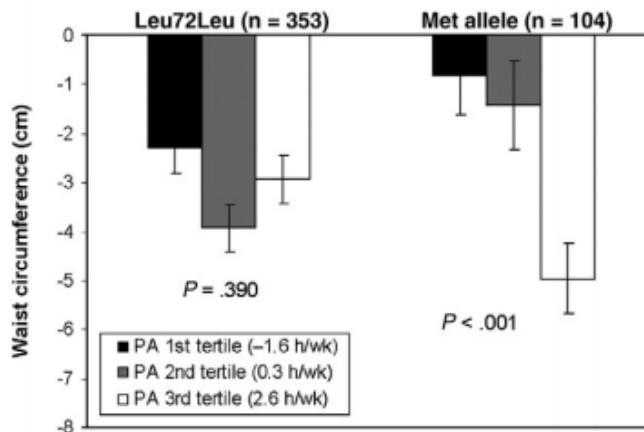 Leu72Leu (n = 353) Met allele (n = 104)
Waist circumference (cm)
0
-1
-2
-3
-4
-5
-6
-7
-8
P = .390
P < .001
PA 1st tertile (–1.6 h/wk)
PA 2nd tertile (0.3 h/wk)
PA 3rd tertile (2.6 h/wk)